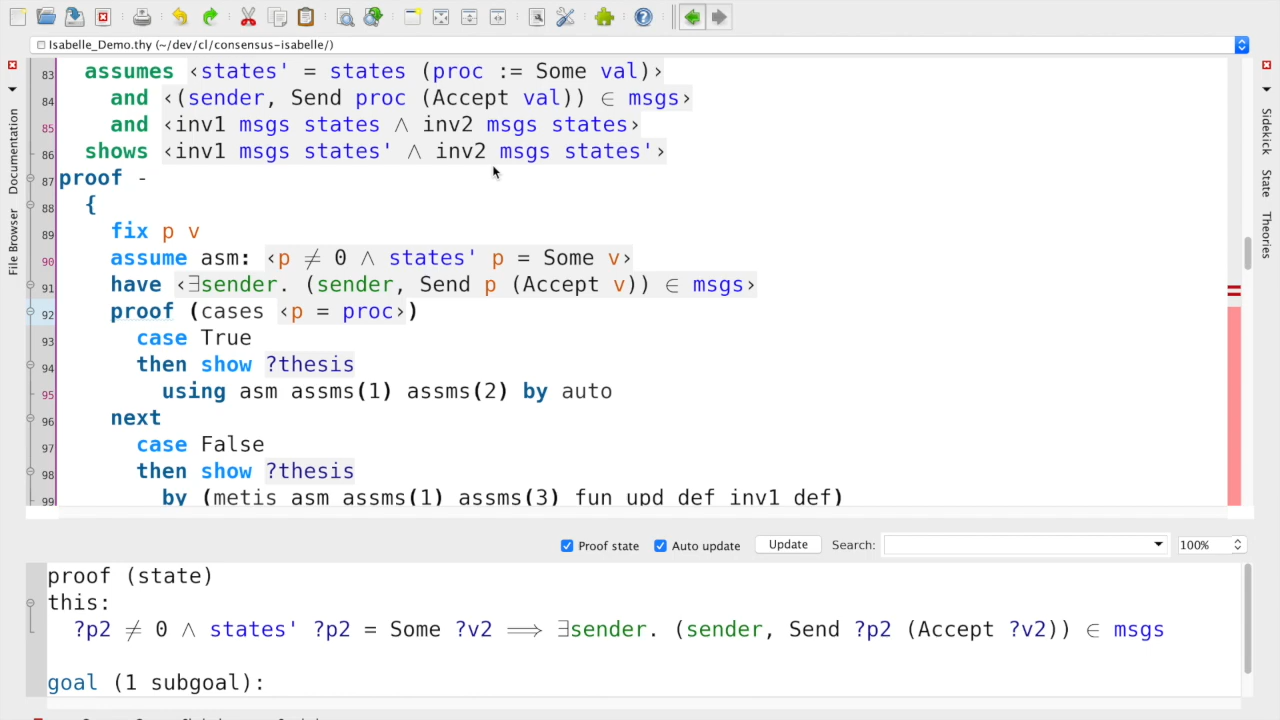 Isabelle_Demo.thy (~/dev/cl/consensus-isabelle/)
83 assumes ‹states' = states (proc := Some val)›
84 and ‹(sender, Send proc (Accept val)) ∈ msgs›
85 and ‹inv1 msgs states ∧ inv2 msgs states›
86 shows ‹inv1 msgs states' ∧ inv2 msgs states'›
87 proof -
88 {
89 fix p v
90 assume asm: ‹p ≠ 0 ∧ states' p = Some v›
91 have ‹∃sender. (sender, Send p (Accept v)) ∈ msgs›
92 proof (cases ‹p = proc›)
93 case True
94 then show ?thesis
95 using asm assms(1) assms(2) by auto
96 next
97 case False
98 then show ?thesis
99 by (metis asm assms(1) assms(3) fun_upd_def inv1_def)
Documentation
File Browser
Sidekick
State
Theories
Proof state Auto update Update Search: 100%
proof (state)
this:
?p2 ≠ 0 ∧ states' ?p2 = Some ?v2 ⟹ ∃sender. (sender, Send ?p2 (Accept ?v2)) ∈ msgs
goal (1 subgoal):